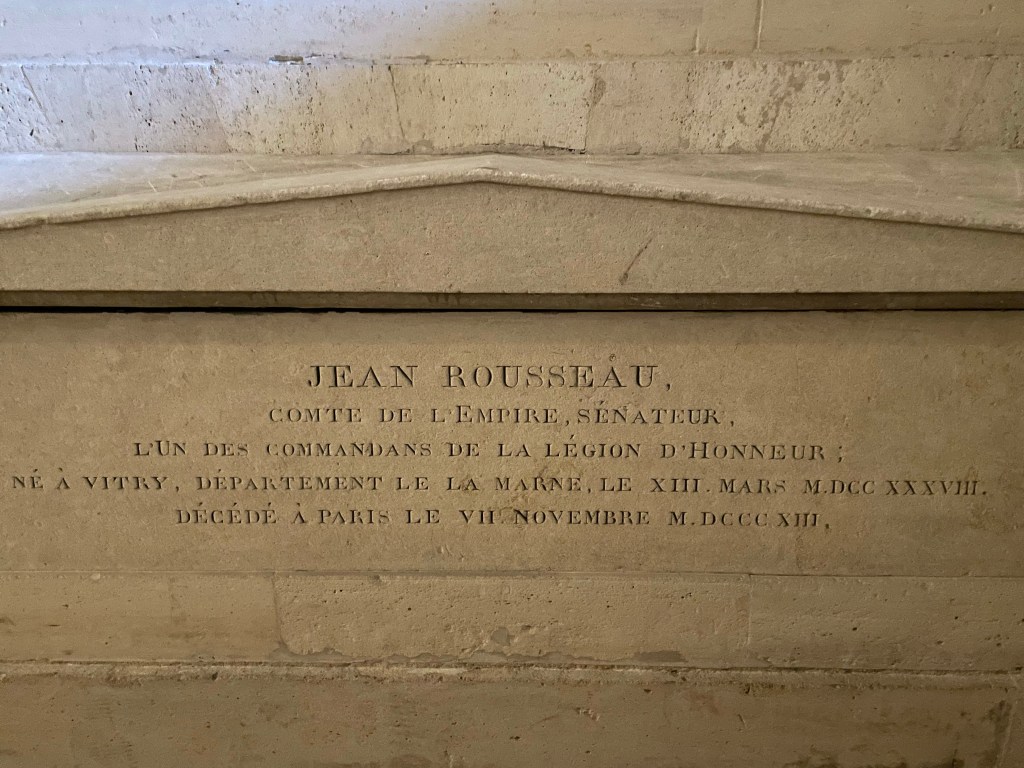 JEAN ROUSSEAU,
COMTE DE L'EMPIRE, SÉNATEUR,
L'UN DES COMMANDANS DE LA LÉGION D'HONNEUR;
NÉ À VITRY, DÉPARTEMENT LE LA MARNE, LE XIII. MARS M.DCC XXXVIII.
DÉCÉDÉ À PARIS LE VII. NOVEMBRE M.DCCC XIII,